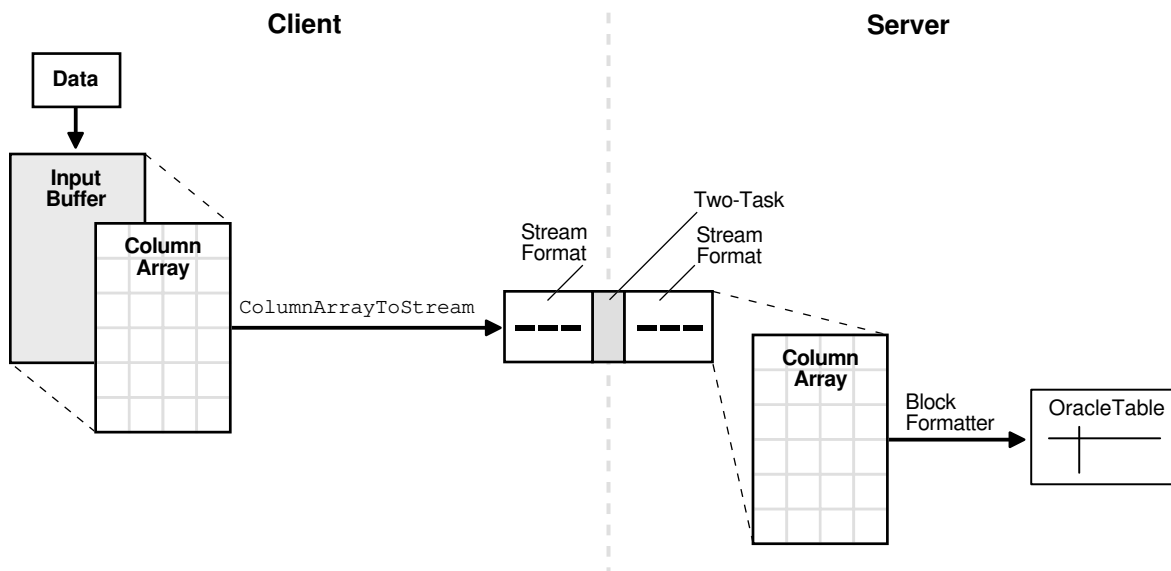 Client
Server
Data
Input
Buffer
Column
Array
ColumnArrayToStream
Stream
Format
Two-Task
Stream
Format
Column
Array
Block
Formatter
OracleTable